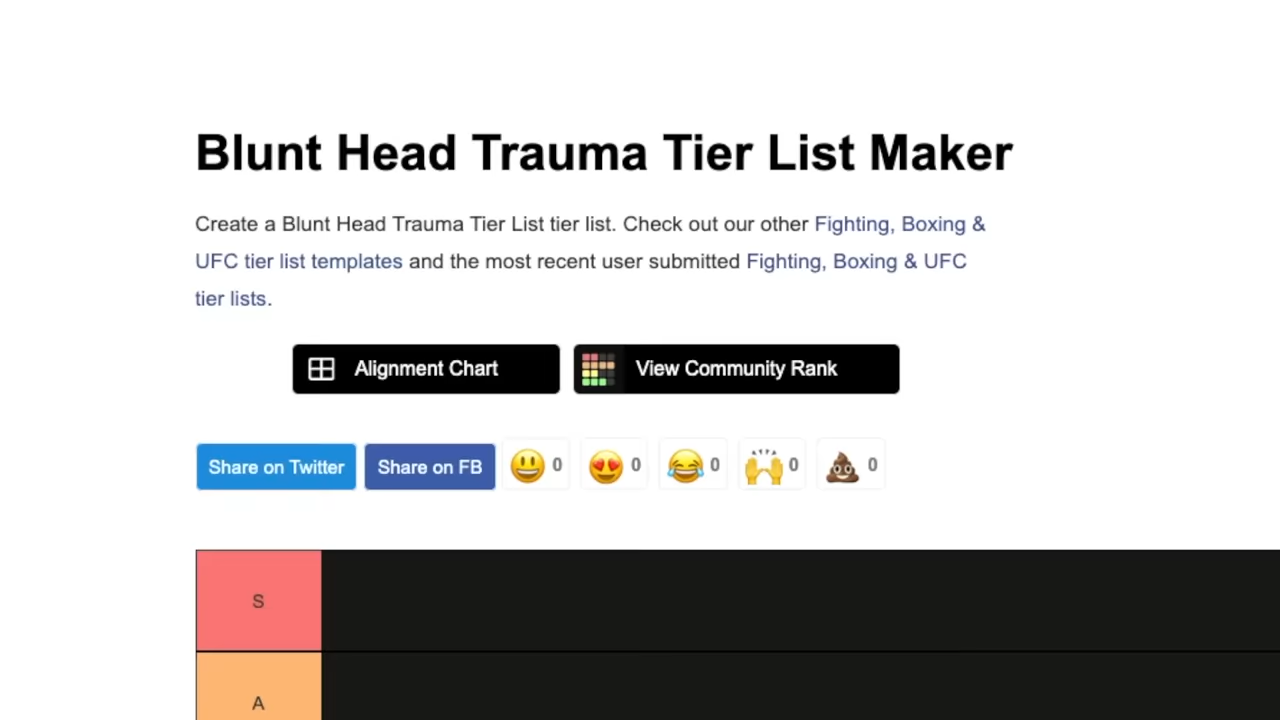 Blunt Head Trauma Tier List Maker
Create a Blunt Head Trauma Tier List tier list. Check out our other Fighting, Boxing &
UFC tier list templates and the most recent user submitted Fighting, Boxing & UFC
tier lists.
Alignment Chart View Community Rank
Share on Twitter Share on FB 0 0 0 0 0
S
A